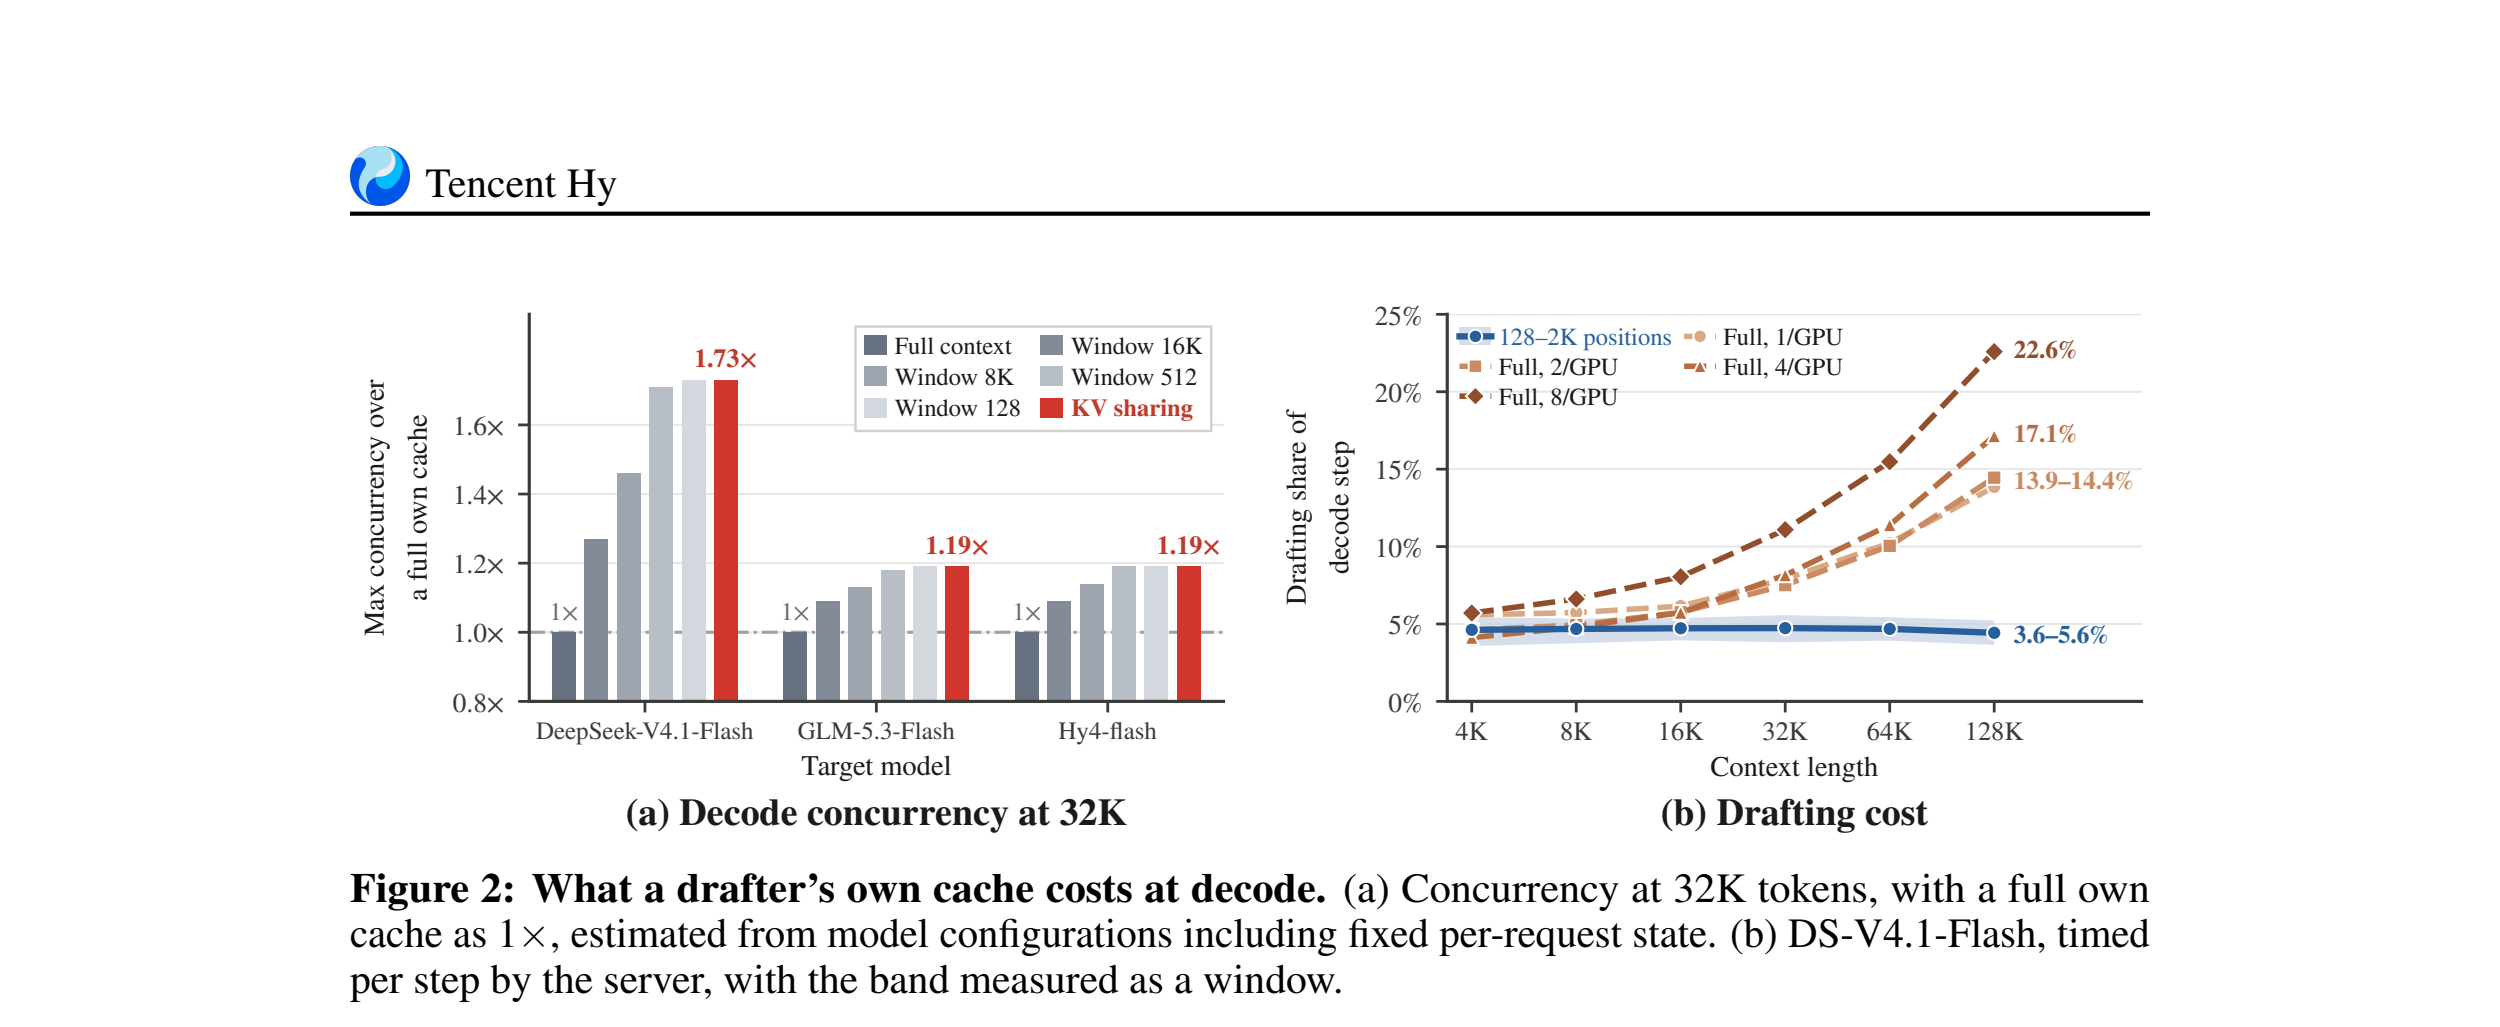 Tencent Hy
Max concurrency over
a full own cache
1.6×
1.4×
1.2×
1.0×
0.8×
Full context
Window 16K
Window 8K
Window 512
Window 128
KV sharing
1×
1.73×
1×
1.19×
1×
1.19×
DeepSeek-V4.1-Flash
GLM-5.3-Flash
Hy4-flash
Target model
(a) Decode concurrency at 32K
Drafting share of
decode step
25%
20%
15%
10%
5%
0%
128–2K positions
Full, 1/GPU
Full, 2/GPU
Full, 4/GPU
Full, 8/GPU
22.6%
17.1%
13.9–14.4%
3.6–5.6%
4K
8K
16K
32K
64K
128K
Context length
(b) Drafting cost
Figure 2: What a drafter's own cache costs at decode. (a) Concurrency at 32K tokens, with a full own
cache as 1×, estimated from model configurations including fixed per-request state. (b) DS-V4.1-Flash, timed
per step by the server, with the band measured as a window.